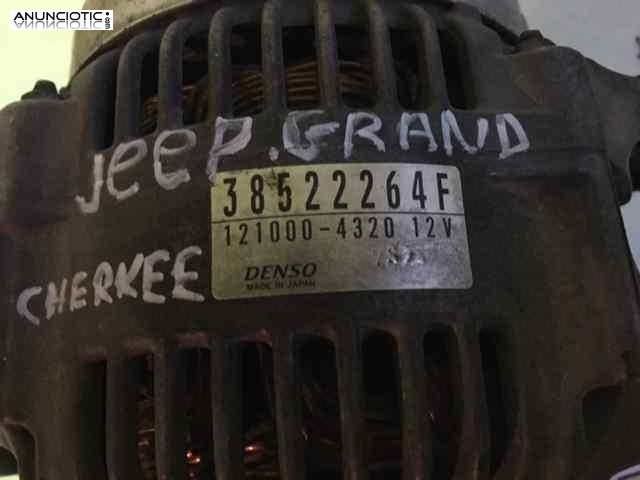 ANUNCIOTIC
JEEP.GRAND
CHERKEE
38522264F
121000-4320 12V
DENSO
MADE IN JAPAN